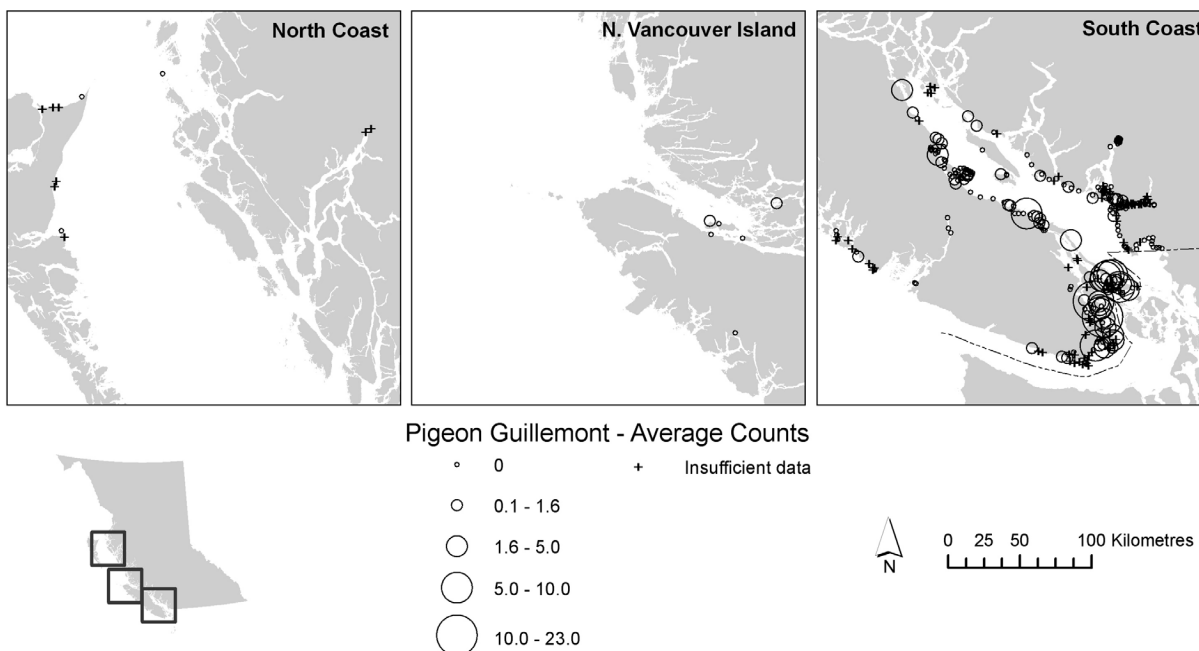 North Coast
N. Vancouver Island
South Coast
Pigeon Guillemont - Average Counts
0
Insufficient data
0.1 - 1.6
1.6 - 5.0
5.0 - 10.0
10.0 - 23.0
N
0 25 50 100 Kilometres